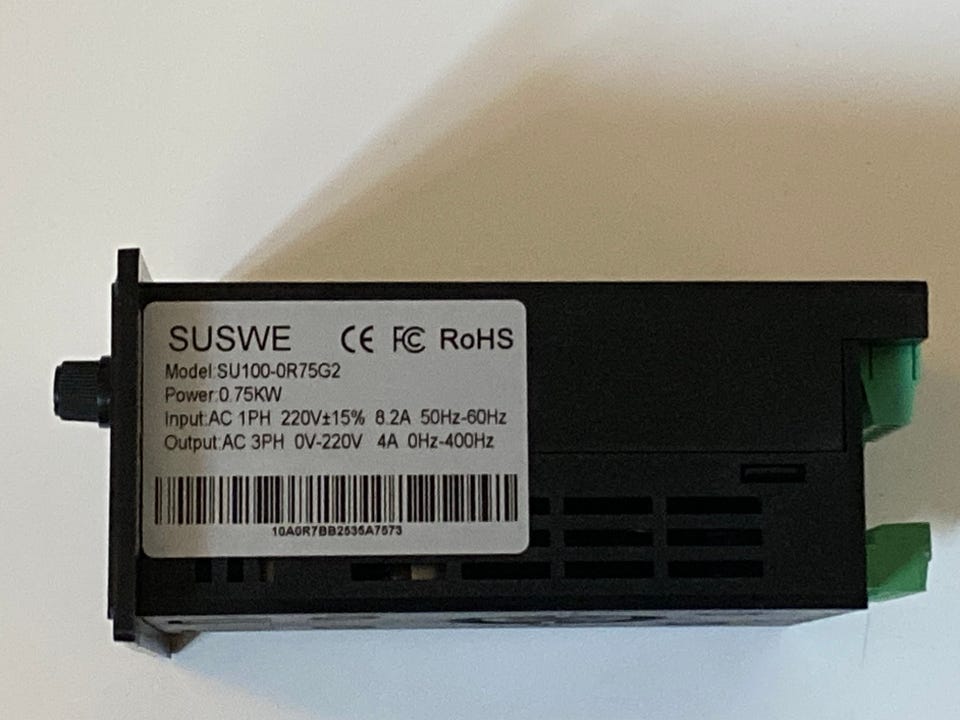 SUSWE CE FC RoHS
Model:SU100-0R75G2
Power:0.75KW
Input:AC 1PH 220V±15% 8.2A 50Hz-60Hz
Output:AC 3PH 0V-220V 4A 0Hz-400Hz
10A0R7BB2535A7573